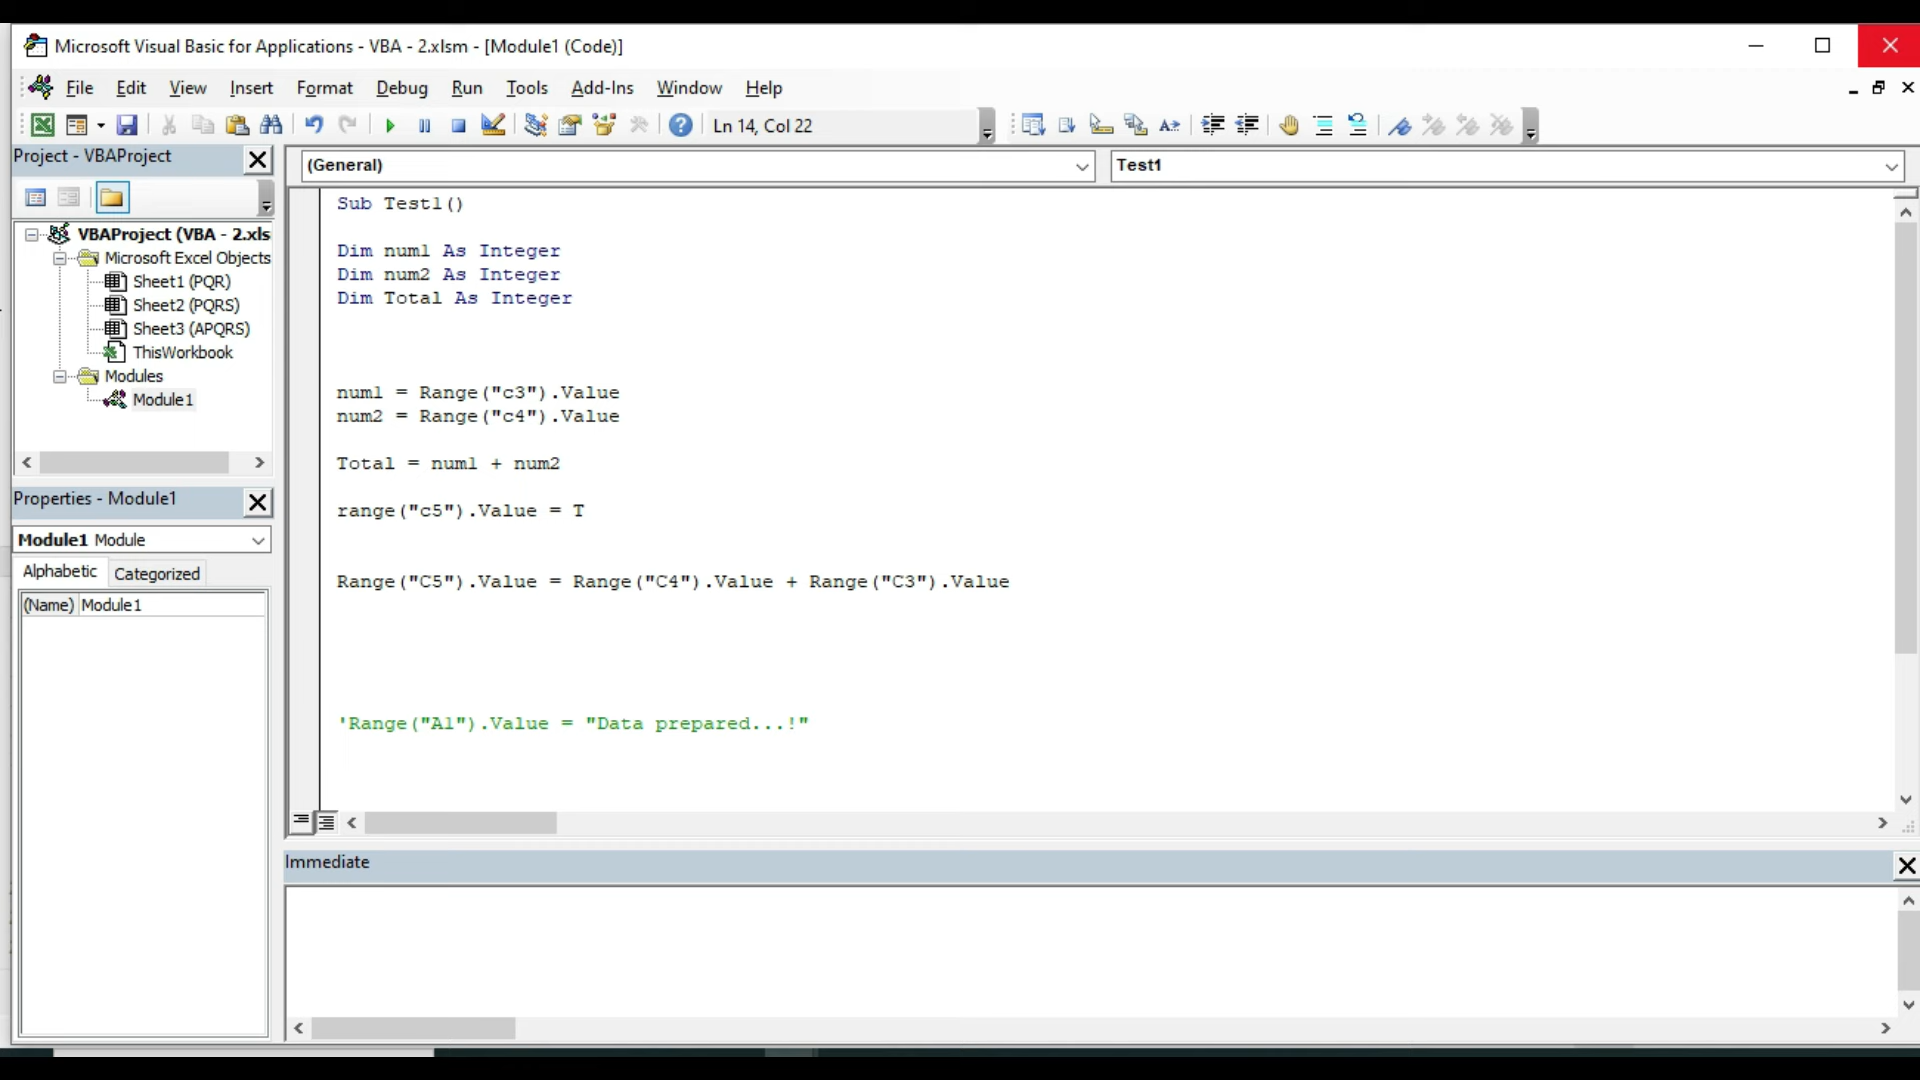 Microsoft Visual Basic for Applications - VBA - 2.xlsm - [Module1 (Code)]
File Edit View Insert Format Debug Run Tools Add-Ins Window Help
Ln 14, Col 22
Project - VBAProject
VBAProject (VBA - 2.xls
Microsoft Excel Objects
Sheet1 (PQR)
Sheet2 (PQRS)
Sheet3 (APQRS)
ThisWorkbook
Modules
Module1
Properties - Module1
Module1 Module
Alphabetic Categorized
(Name) Module1
(General) Test1
Sub Test1()
Dim num1 As Integer
Dim num2 As Integer
Dim Total As Integer
num1 = Range("c3").Value
num2 = Range("c4").Value
Total = num1 + num2
range("c5").Value = T
Range("C5").Value = Range("C4").Value + Range("C3").Value
'Range("A1").Value = "Data prepared...!"
Immediate